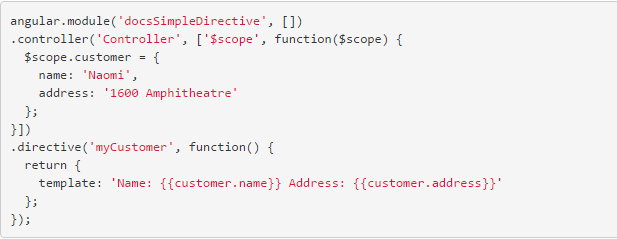 angular.module('docsSimpleDirective', [])
.controller('Controller', ['$scope', function($scope) {
  $scope.customer = {
    name: 'Naomi',
    address: '1600 Amphitheatre'
  };
}])
.directive('myCustomer', function() {
  return {
    template: 'Name: {{customer.name}} Address: {{customer.address}}'
  };
});